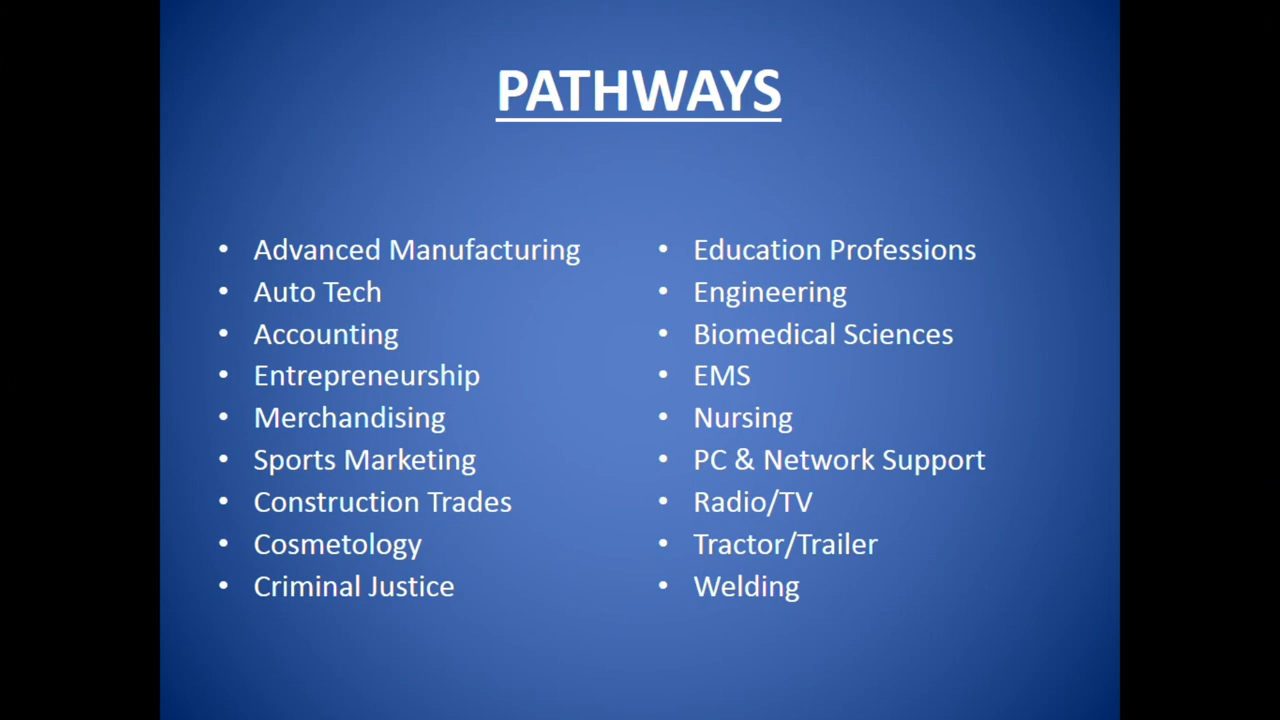 PATHWAYS
• Advanced Manufacturing
• Auto Tech
• Accounting
• Entrepreneurship
• Merchandising
• Sports Marketing
• Construction Trades
• Cosmetology
• Criminal Justice
• Education Professions
• Engineering
• Biomedical Sciences
• EMS
• Nursing
• PC & Network Support
• Radio/TV
• Tractor/Trailer
• Welding